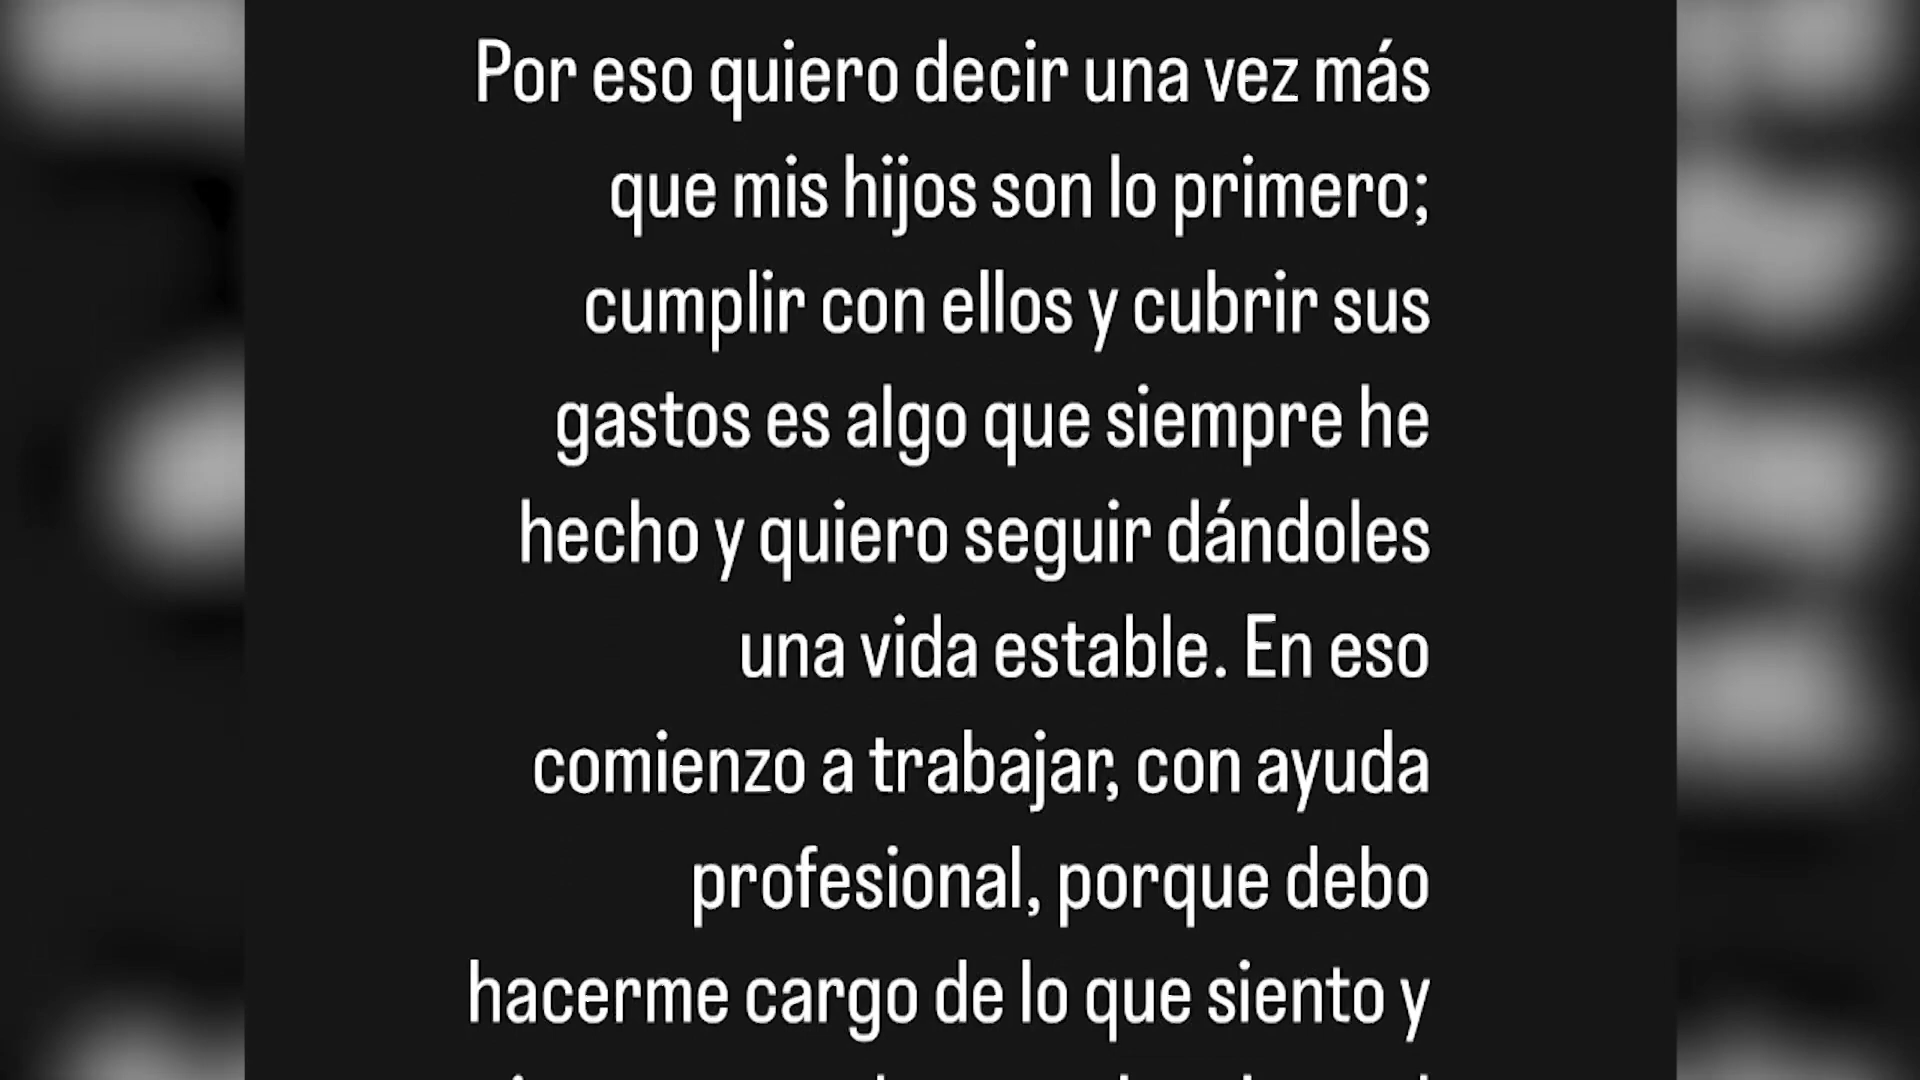 Por eso quiero decir una vez más
que mis hijos son lo primero;
cumplir con ellos y cubrir sus
gastos es algo que siempre he
hecho y quiero seguir dándoles
una vida estable. En eso
comienzo a trabajar, con ayuda
profesional, porque debo
hacerme cargo de lo que siento y